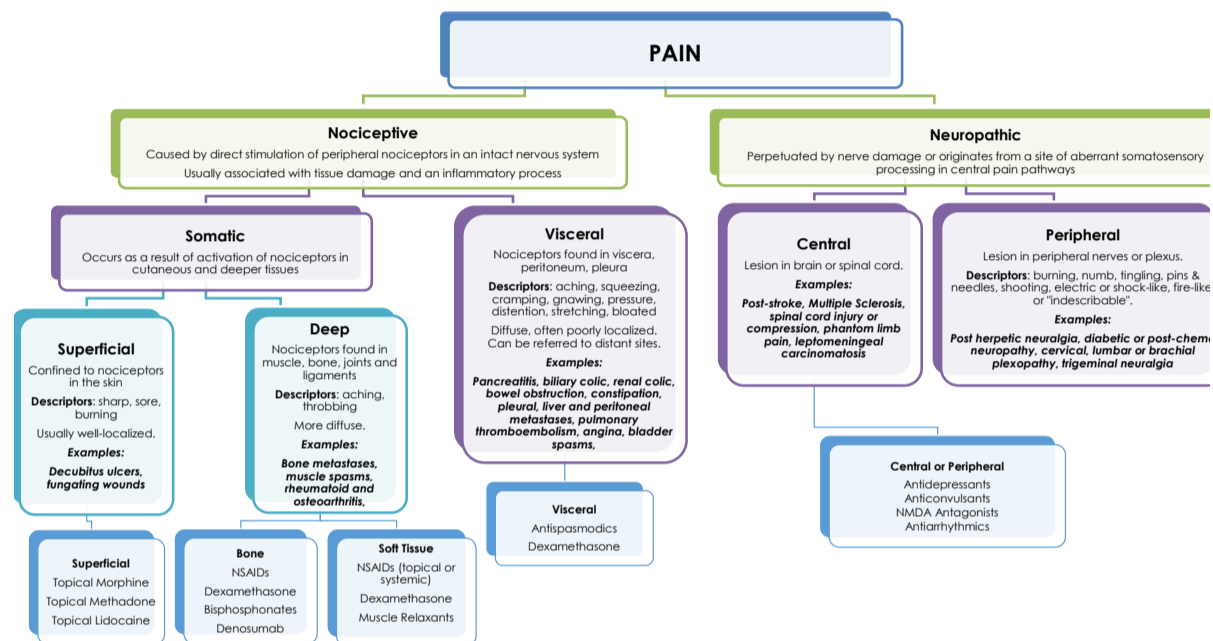 PAIN
Nociceptive
Caused by direct stimulation of peripheral nociceptors in an intact nervous system
Usually associated with tissue damage and an inflammatory process
Neuropathic
Perpetuated by nerve damage or originates from a site of aberrant somatosensory
processing in central pain pathways
Somatic
Occurs as a result of activation of nociceptors in
cutaneous and deeper tissues
Visceral
Nociceptors found in viscera,
peritoneum, pleura
Descriptors: aching, squeezing,
cramping, gnawing, pressure,
distention, stretching, bloated
Diffuse, often poorly localized.
Can be referred to distant sites.
Examples:
Pancreatitis, biliary colic, renal colic,
bowel obstruction, constipation,
pleural, liver and peritoneal
metastases, pulmonary
thromboembolism, angina, bladder
spasms,
Central
Lesion in brain or spinal cord.
Examples:
Post-stroke, Multiple Sclerosis,
spinal cord injury or
compression, phantom limb
pain, leptomeningeal
carcinomatosis
Peripheral
Lesion in peripheral nerves or plexus.
Descriptors: burning, numb, tingling, pins &
needles, shooting, electric or shock-like, fire-like
or "indescribable".
Examples:
Post herpetic neuralgia, diabetic or post-chemo
neuropathy, cervical, lumbar or brachial
plexopathy, trigeminal neuralgia
Superficial
Confined to nociceptors
in the skin
Descriptors: sharp, sore,
burning
Usually well-localized.
Examples:
Decubitus ulcers,
fungating wounds
Deep
Nociceptors found in
muscle, bone, joints and
ligaments
Descriptors: aching,
throbbing
More diffuse.
Examples:
Bone metastases,
muscle spasms,
rheumatoid and
osteoarthritis,
Superficial
Topical Morphine
Topical Methadone
Topical Lidocaine
Bone
NSAIDs
Dexamethasone
Bisphosphonates
Denosumab
Soft Tissue
NSAIDs (topical or
systemic)
Dexamethasone
Muscle Relaxants
Visceral
Antispasmodics
Dexamethasone
Central or Peripheral
Antidepressants
Anticonvulsants
NMDA Antagonists
Antiarrhythmics